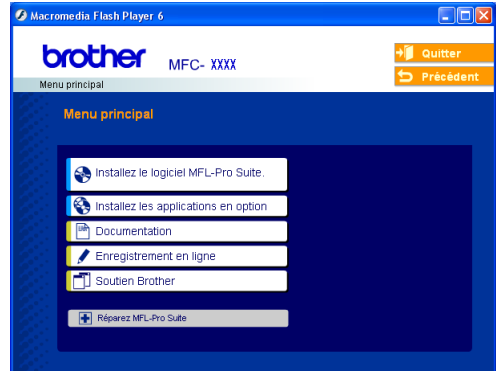 Macromedia Flash Player 6
brother MFC- XXXX
Quitter
Précédent
Menu principal
Menu principal
Installez le logiciel MFL-Pro Suite.
Installez les applications en option
Documentation
Enregistrement en ligne
Soutien Brother
Réparez MFL-Pro Suite